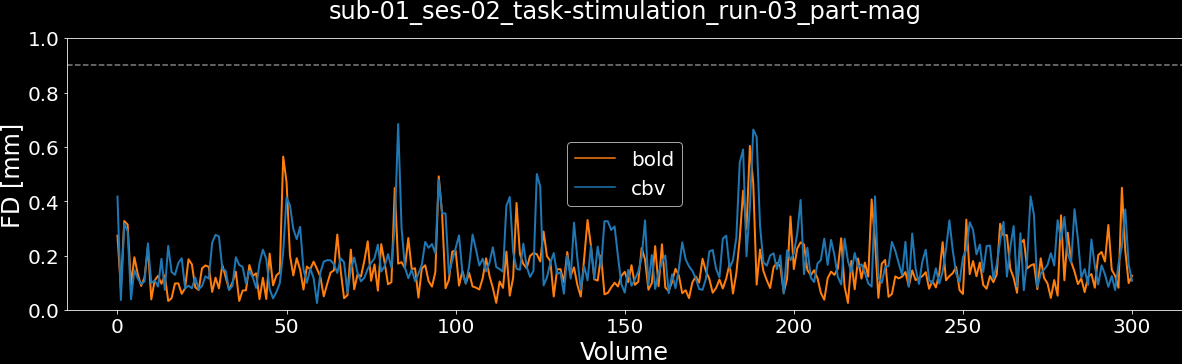 sub-01_ses-02_task-stimulation_run-03_part-mag
1.0
0.8
0.6
0.4
0.2
0.0
FD [mm]
bold
cbv
0 50 100 150 200 250 300
Volume